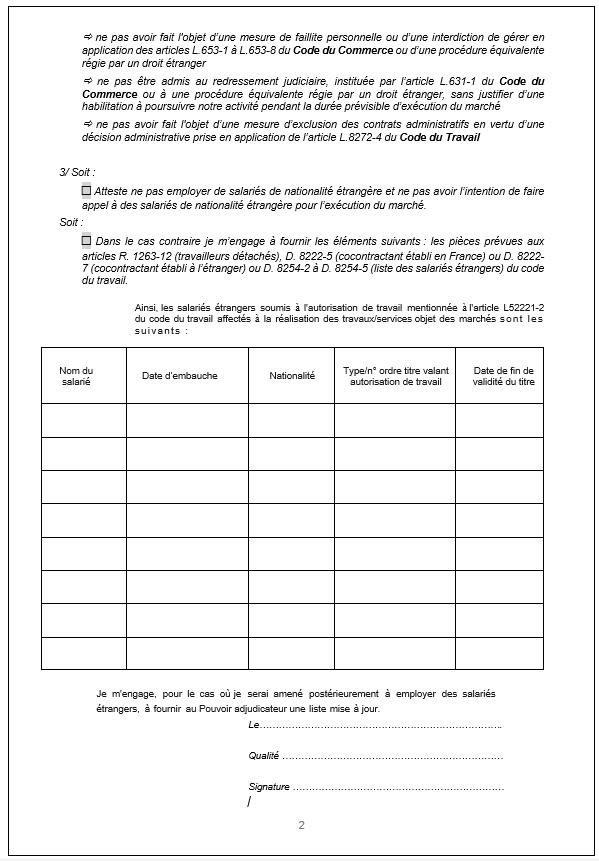 ➪ ne pas avoir fait l'objet d'une mesure de faillite personnelle ou d'une interdiction de gérer en
application des articles L.653-1 à L.653-8 du Code du Commerce ou d'une procédure équivalente
régie par un droit étranger
➪ ne pas être admis au redressement judiciaire, instituée par l'article L.631-1 du Code du
Commerce ou à une procédure équivalente régie par un droit étranger, sans justifier d'une
habilitation à poursuivre notre activité pendant la durée prévisible d'exécution du marché
➪ ne pas avoir fait l'objet d'une mesure d'exclusion des contrats administratifs en vertu d'une
décision administrative prise en application de l'article L.8272-4 du Code du Travail
3/ Soit :
☐ Atteste ne pas employer de salariés de nationalité étrangère et ne pas avoir l'intention de faire
appel à des salariés de nationalité étrangère pour l'exécution du marché.
Soit :
☐ Dans le cas contraire je m'engage à fournir les éléments suivants : les pièces prévues aux
articles R. 1263-12 (travailleurs détachés), D. 8222-5 (cocontractant établi en France) ou D. 8222-
7 (cocontractant établi à l'étranger) ou D. 8254-2 à D. 8254-5 (liste des salariés étrangers) du code
du travail.
Ainsi, les salariés étrangers soumis à l'autorisation de travail mentionnée à l'article L52221-2
du code du travail affectés à la réalisation des travaux/services objet des marchés sont les
suivants :
Nom du
salarié
Date d'embauche
Nationalité
Type/n° ordre titre valant
autorisation de travail
Date de fin de
validité du titre
Je m'engage, pour le cas où je serai amené postérieurement à employer des salariés
étrangers, à fournir au Pouvoir adjudicateur une liste mise à jour.
Le……………………………………………………………….
Qualité …………………………………………………………
Signature ………………………………………………………
/
2